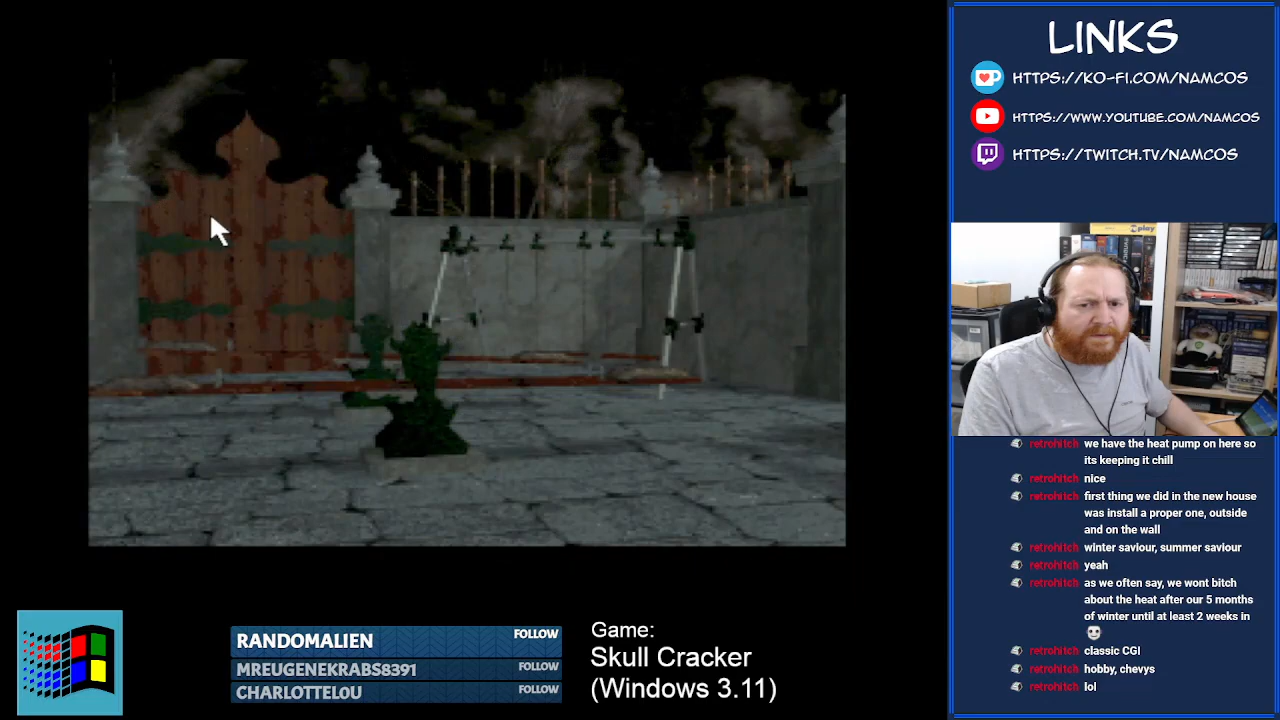 LINKS
HTTPS://KO-FI.COM/NAMCOS
HTTPS://WWW.YOUTUBE.COM/NAMCOS
HTTPS://TWITCH.TV/NAMCOS
play
retrohitch we have the heat pump on here so
its keeping it chill
retrohitch nice
retrohitch first thing we did in the new house
was install a proper one, outside
and on the wall
retrohitch winter saviour, summer saviour
retrohitch yeah
retrohitch as we often say, we wont bitch
about the heat after our 5 months
of winter until at least 2 weeks in
retrohitch classic CGI
retrohitch hobby, chevys
retrohitch lol
RANDOMALIEN FOLLOW
MREUGENEKRABS8391 FOLLOW
CHARLOTTELOU FOLLOW
Game:
Skull Cracker
(Windows 3.11)